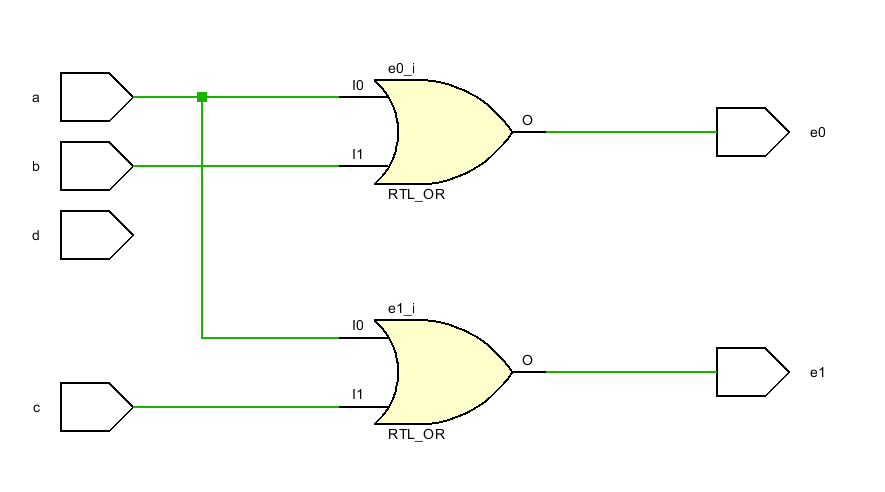 e0_i
a
I0
O
e0
b
I1
RTL_OR
d
e1_i
I0
O
e1
c
I1
RTL_OR